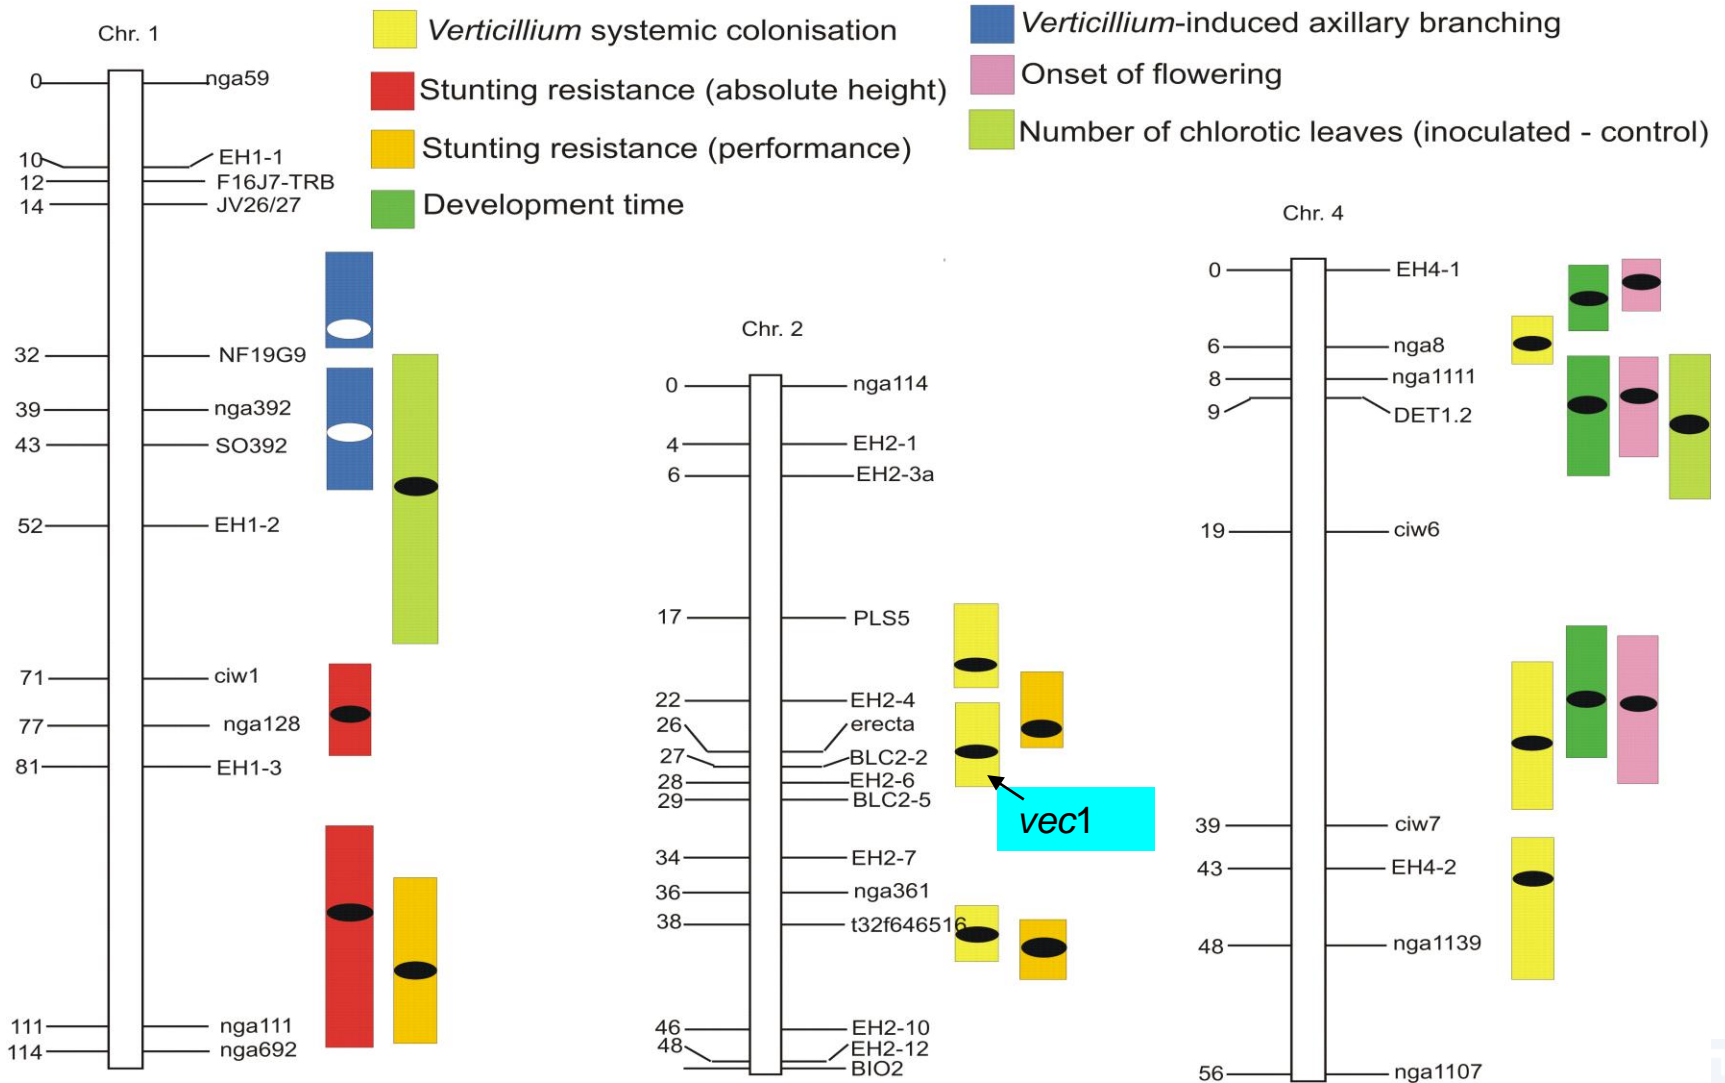 Verticillium systemic colonisation
Stunting resistance (absolute height)
Stunting resistance (performance)
Development time
Verticillium-induced axillary branching
Onset of flowering
Number of chlorotic leaves (inoculated - control)
Chr. 1
0 nga59
10 EH1-1
12 F16J7-TRB
14 JV26/27
32 NF19G9
39 nga392
43 SO392
52 EH1-2
71 ciw1
77 nga128
81 EH1-3
111 nga111
114 nga692
Chr. 2
0 nga114
4 EH2-1
6 EH2-3a
17 PLS5
22 EH2-4
26 erecta
27 BLC2-2
28 EH2-6
29 BLC2-5
34 EH2-7
36 nga361
38 t32f646516
46 EH2-10
48 EH2-12
BIO2
vec1
Chr. 4
0 EH4-1
6 nga8
8 nga1111
9 DET1.2
19 ciw6
39 ciw7
43 EH4-2
48 nga1139
56 nga1107